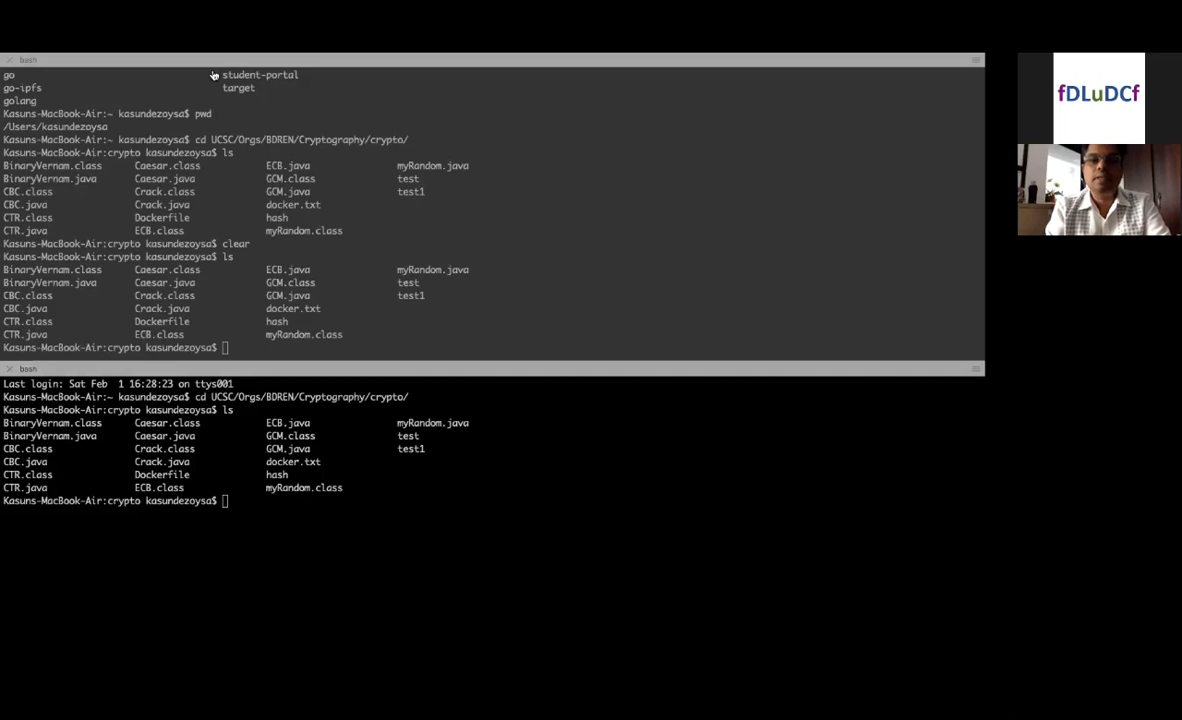 bash
go student-portal
go-ipfs target
golang
Kasuns-MacBook-Air:~ kasundezoysa$ pwd
/Users/kasundezoysa
Kasuns-MacBook-Air:~ kasundezoysa$ cd UCSC/Orgs/BDREN/Cryptography/crypto/
Kasuns-MacBook-Air:crypto kasundezoysa$ ls
BinaryVernam.class Caesar.class ECB.java myRandom.java
BinaryVernam.java Caesar.java GCM.class test
CBC.class Crack.class GCM.java test1
CBC.java Crack.java docker.txt
CTR.class Dockerfile hash
CTR.java ECB.class myRandom.class
Kasuns-MacBook-Air:crypto kasundezoysa$ clear
Kasuns-MacBook-Air:crypto kasundezoysa$ ls
BinaryVernam.class Caesar.class ECB.java myRandom.java
BinaryVernam.java Caesar.java GCM.class test
CBC.class Crack.class GCM.java test1
CBC.java Crack.java docker.txt
CTR.class Dockerfile hash
CTR.java ECB.class myRandom.class
Kasuns-MacBook-Air:crypto kasundezoysa$
bash
Last login: Sat Feb  1 16:28:23 on ttys001
Kasuns-MacBook-Air:~ kasundezoysa$ cd UCSC/Orgs/BDREN/Cryptography/crypto/
Kasuns-MacBook-Air:crypto kasundezoysa$ ls
BinaryVernam.class Caesar.class ECB.java myRandom.java
BinaryVernam.java Caesar.java GCM.class test
CBC.class Crack.class GCM.java test1
CBC.java Crack.java docker.txt
CTR.class Dockerfile hash
CTR.java ECB.class myRandom.class
Kasuns-MacBook-Air:crypto kasundezoysa$
fDLuDCf